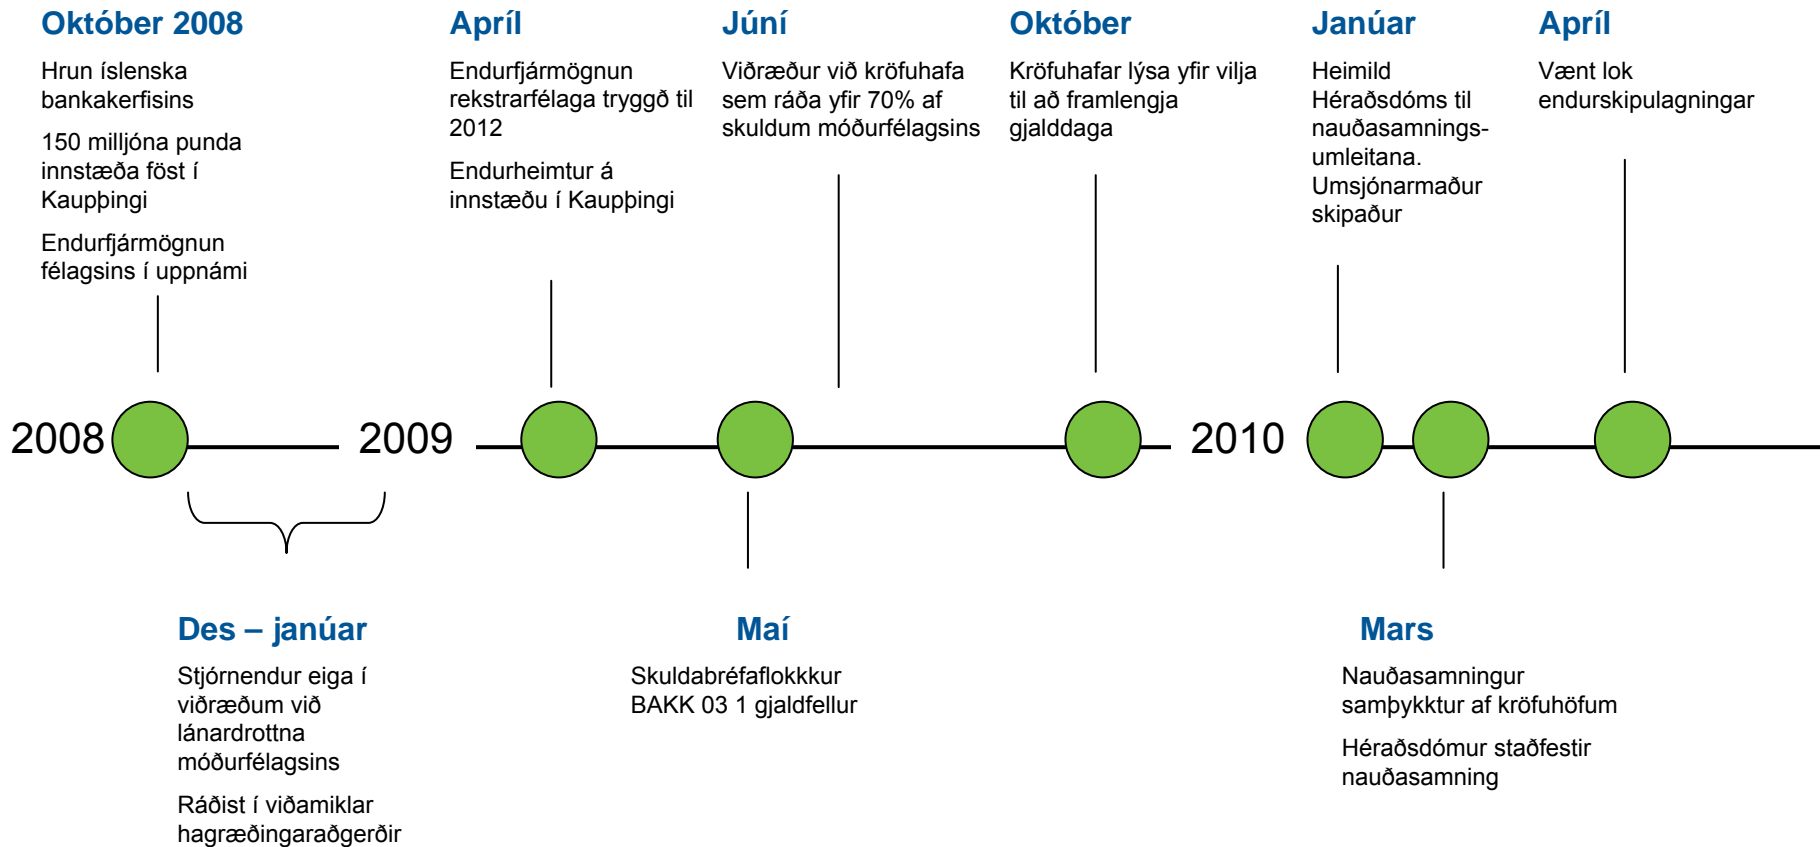 Október 2008
Hrun íslenska
bankakerfisins
150 milljóna punda
innstæða föst í
Kaupþingi
Endurfjármögnun
félagsins í uppnámi
Apríl
Endurfjármögnun
rekstrarfélaga tryggð til
2012
Endurheimtur á
innstæðu í Kaupþingi
Júní
Viðræður við kröfuhafa
sem ráða yfir 70% af
skuldum móðurfélagsins
Október
Kröfuhafar lýsa yfir vilja
til að framlengja
gjalddaga
Janúar
Heimild
Héraðsdóms til
nauðasamnings-
umleitana.
Umsjónarmaður
skipaður
Apríl
Vænt lok
endurskipulagningar
2008
2009
2010
Des – janúar
Stjórnendur eiga í
viðræðum við
lánardrottna
móðurfélagsins
Ráðist í viðamiklar
hagræðingaraðgerðir
Maí
Skuldabréfaflokkkur
BAKK 03 1 gjaldfellur
Mars
Nauðasamningur
samþykktur af kröfuhöfum
Héraðsdómur staðfestir
nauðasamning